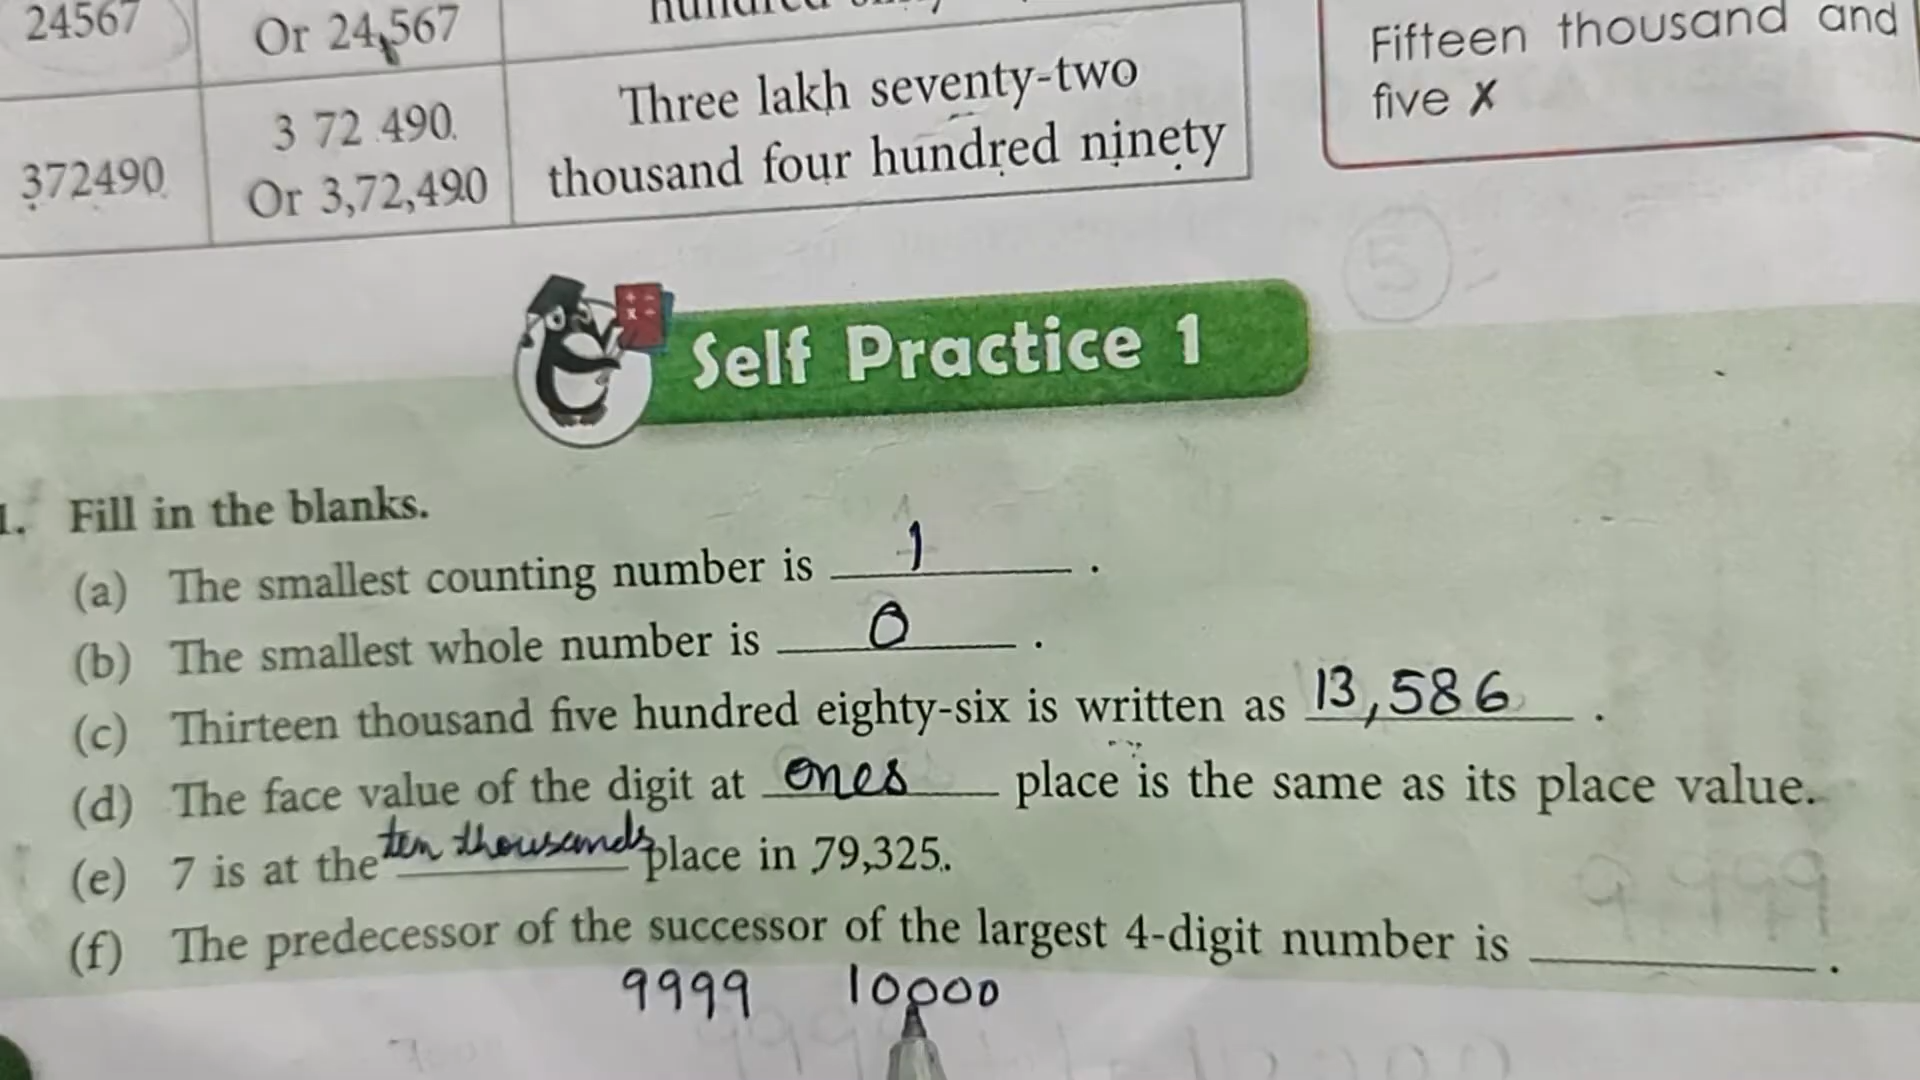 24567
Or 24,567
Fifteen thousand and
five ✗
372490
3 72 490
Or 3,72,490
Three lakh seventy-two
thousand four hundred ninety
5
Self Practice 1
1. Fill in the blanks.
(a) The smallest counting number is 1.
(b) The smallest whole number is 0.
(c) Thirteen thousand five hundred eighty-six is written as 13,586.
(d) The face value of the digit at ones place is the same as its place value.
(e) 7 is at the ten thousands place in 79,325.
9999
(f) The predecessor of the successor of the largest 4-digit number is ______.
9999 10000